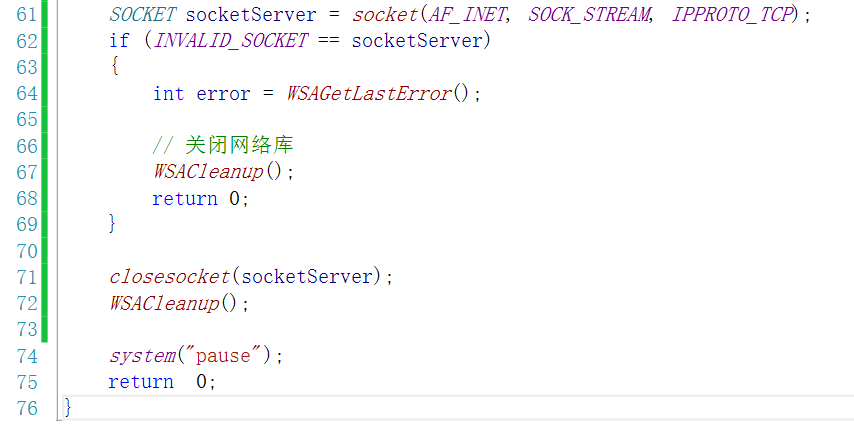 61 SOCKET socketServer = socket(AF_INET, SOCK_STREAM, IPPROTO_TCP);
62 if (INVALID_SOCKET == socketServer)
63 {
64 int error = WSAGetLastError();
65
66 // 关闭网络库
67 WSACleanup();
68 return 0;
69 }
70
71 closesocket(socketServer);
72 WSACleanup();
73
74 system("pause");
75 return  0;
76 }